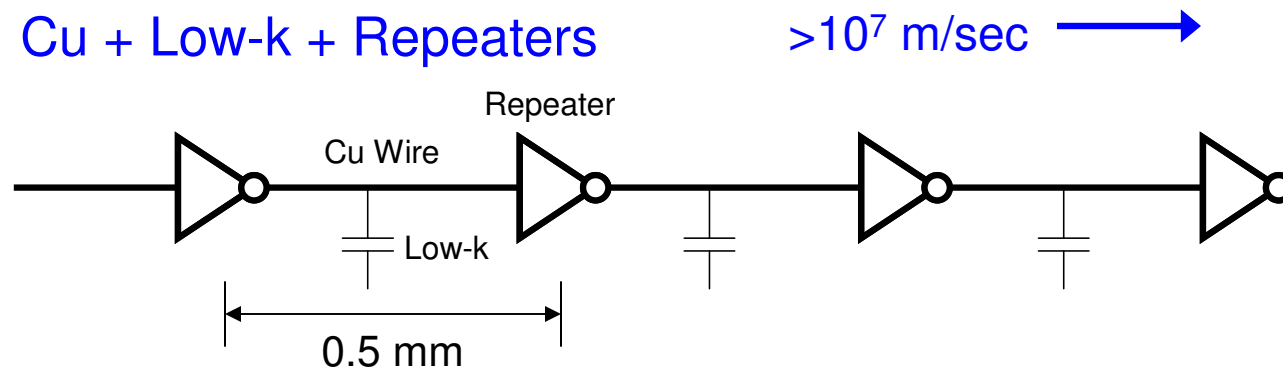 Cu + Low-k + Repeaters
>10⁷ m/sec
Repeater
Cu Wire
Low-k
0.5 mm